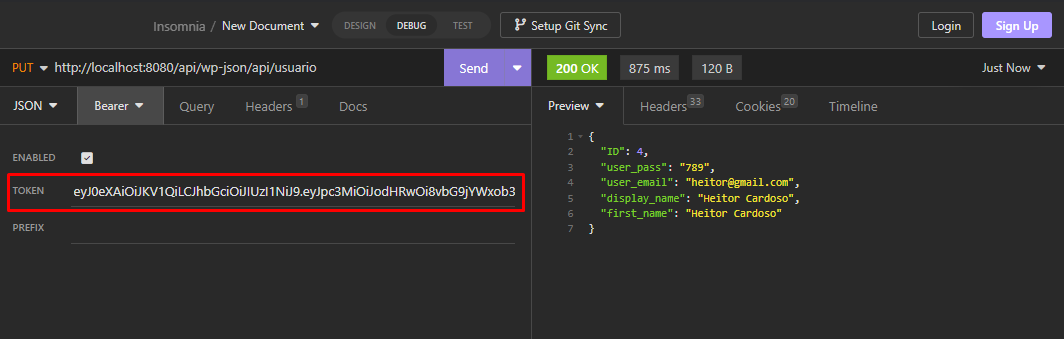 Insomnia / New Document DESIGN DEBUG TEST Setup Git Sync Login Sign Up
PUT http://localhost:8080/api/wp-json/api/usuario Send 200 OK 875 ms 120 B Just Now
JSON Bearer Query Headers 1 Docs Preview Headers 33 Cookies 20 Timeline
ENABLED
TOKEN eyJ0eXAiOiJKV1QiLCJhbGciOiJIUzI1NiJ9.eyJpc3MiOiJodHRwOi8vbG9jYWxob3
PREFIX
1 {
2 "ID": 4,
3 "user_pass": "789",
4 "user_email": "heitor@gmail.com",
5 "display_name": "Heitor Cardoso",
6 "first_name": "Heitor Cardoso"
7 }